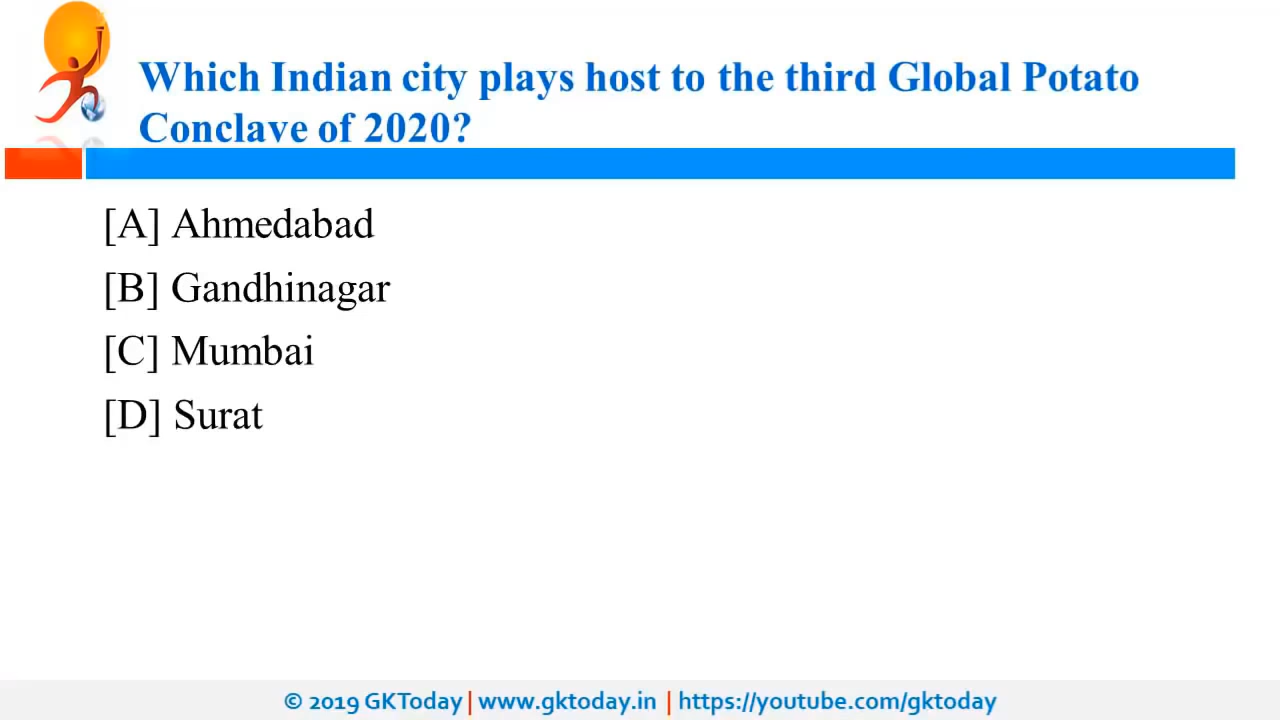 Which Indian city plays host to the third Global Potato
Conclave of 2020?
[A] Ahmedabad
[B] Gandhinagar
[C] Mumbai
[D] Surat
© 2019 GKToday | www.gktoday.in | https://youtube.com/gktoday